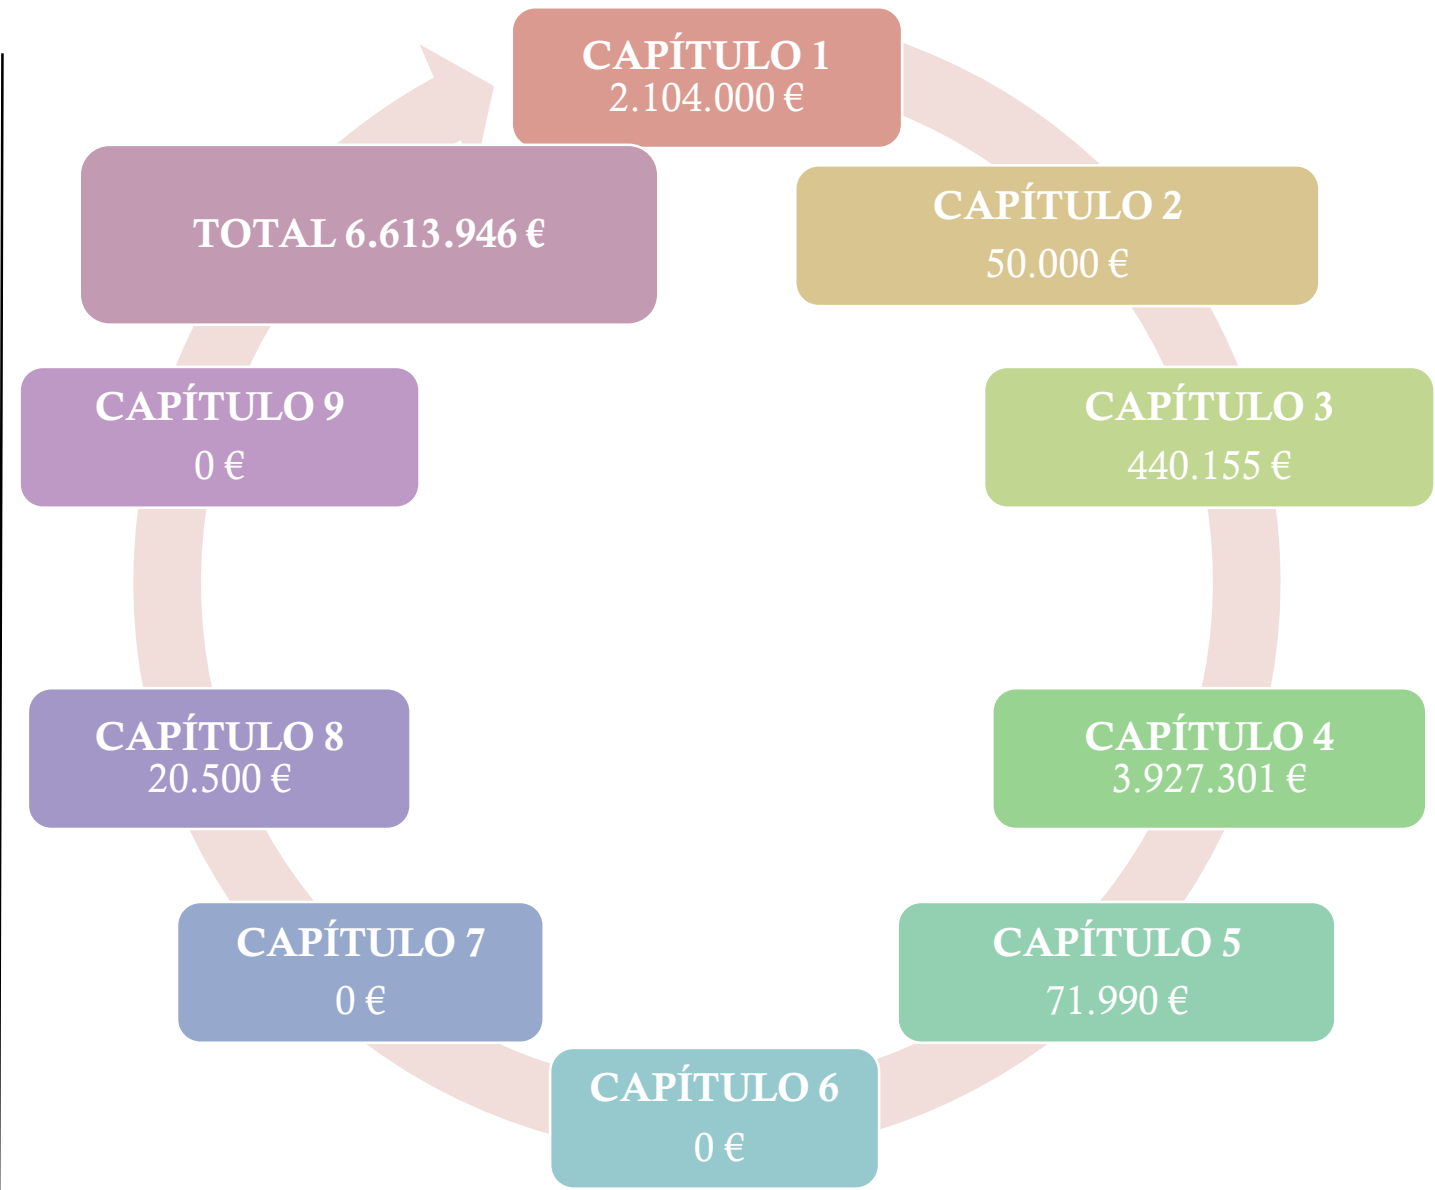 CAPÍTULO 1
2.104.000 €
CAPÍTULO 2
50.000 €
CAPÍTULO 3
440.155 €
CAPÍTULO 4
3.927.301 €
CAPÍTULO 5
71.990 €
CAPÍTULO 6
0 €
CAPÍTULO 7
0 €
CAPÍTULO 8
20.500 €
CAPÍTULO 9
0 €
TOTAL 6.613.946 €